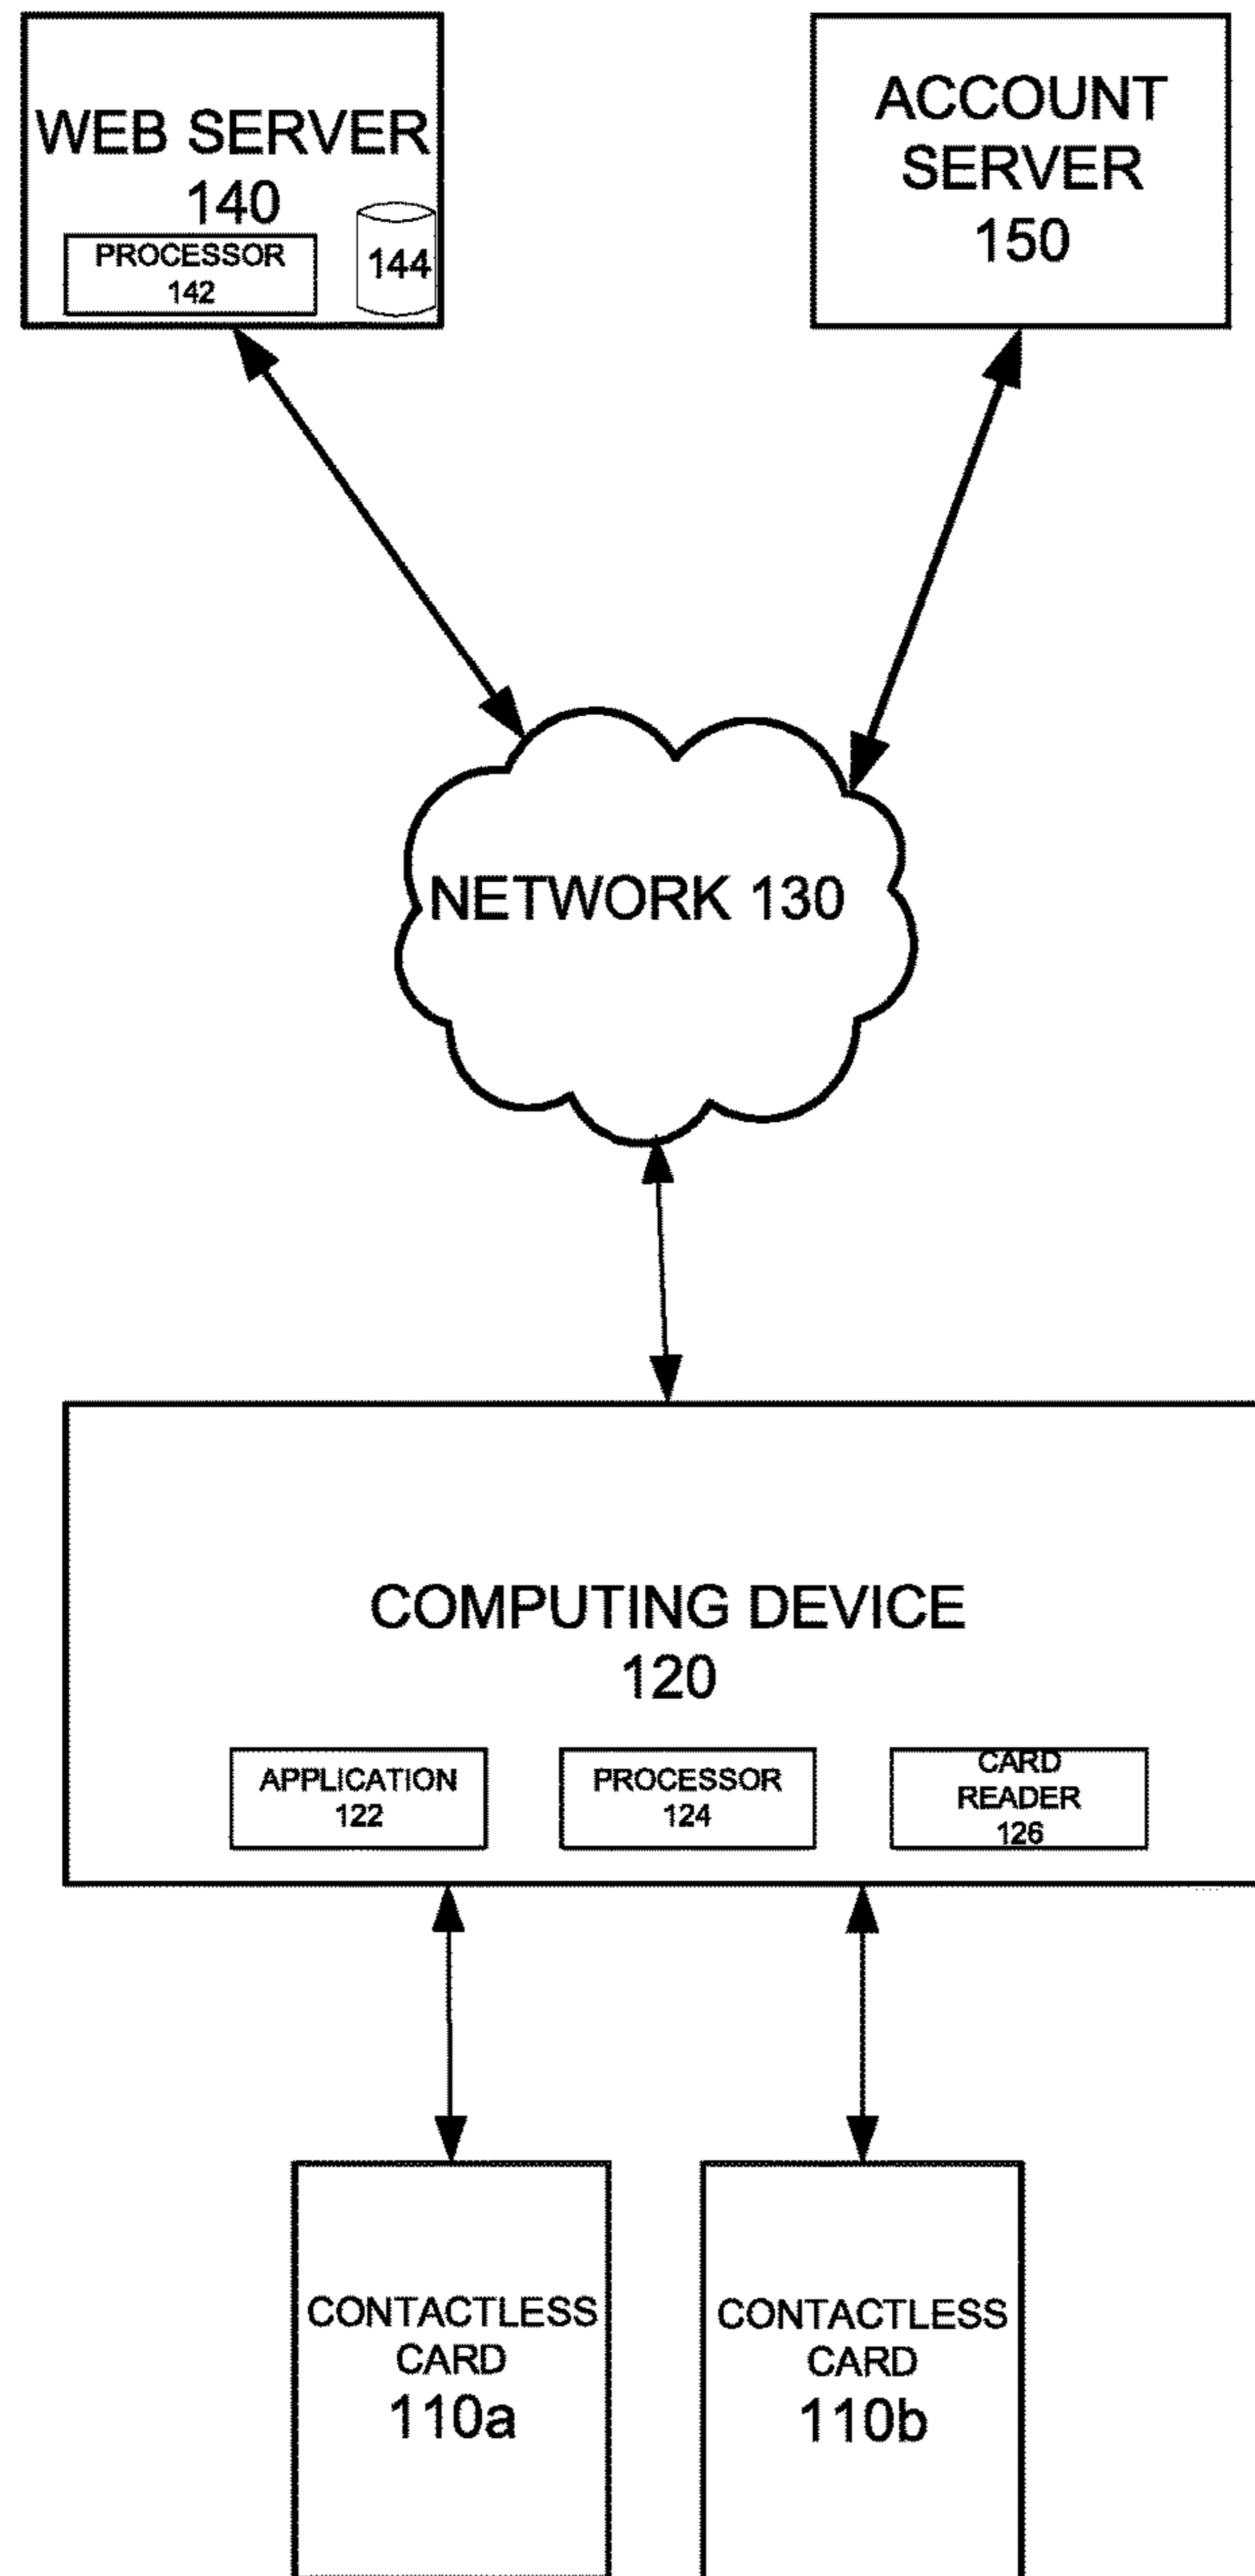 WEB SERVER
140
PROCESSOR
142
144
ACCOUNT
SERVER
150
NETWORK 130
COMPUTING DEVICE
120
APPLICATION
122
PROCESSOR
124
CARD
READER
126
CONTACTLESS
CARD
110a
CONTACTLESS
CARD
110b